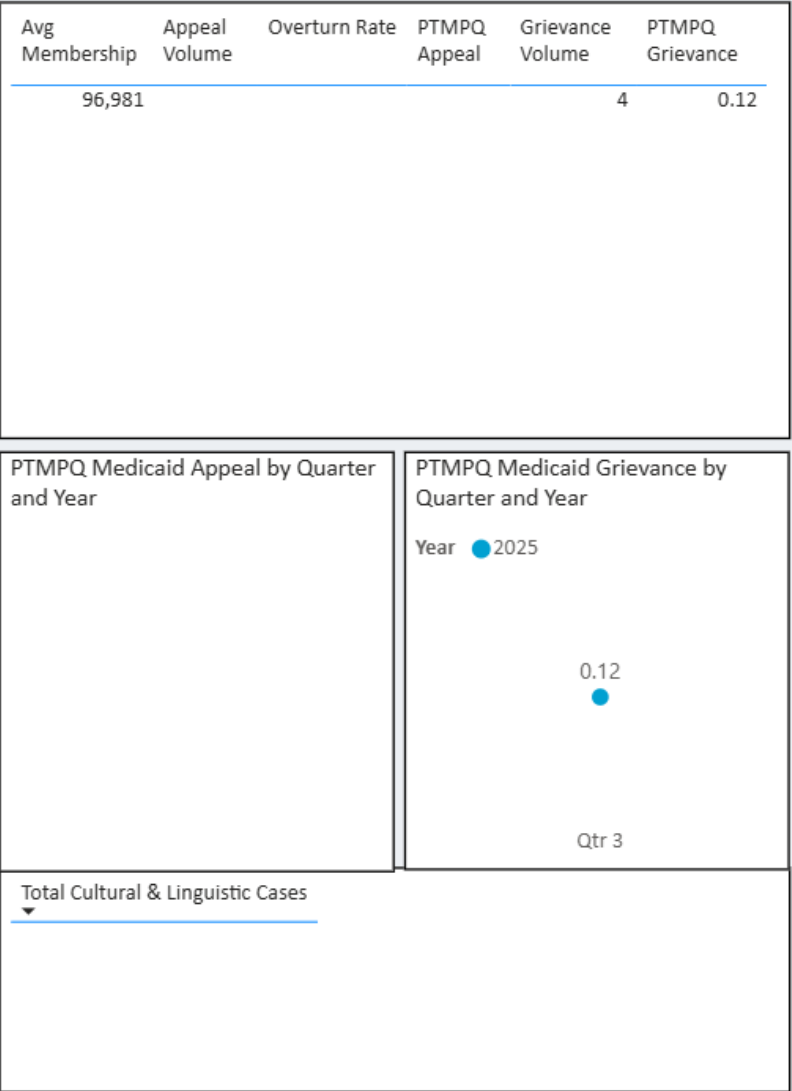 Avg Membership Appeal Volume Overturn Rate PTMPQ Appeal Grievance Volume PTMPQ Grievance
96,981 4 0.12
PTMPQ Medicaid Appeal by Quarter
and Year
PTMPQ Medicaid Grievance by
Quarter and Year
Year 2025
0.12
Qtr 3
Total Cultural & Linguistic Cases